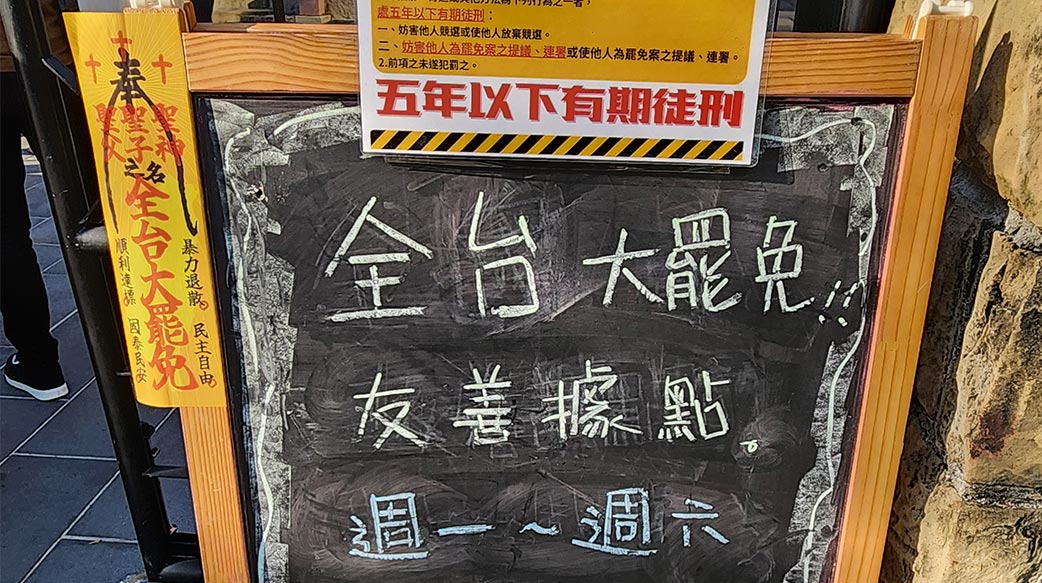 處五年以下有期徒刑：
一、妨害他人競選或使他人放棄競選。
二、妨害他人為罷免案之提議、連署或使他人為罷免案之提議、連署。
2.前項之未遂犯罰之。
五年以下有期徒刑
奉
聖父 聖子 聖神
之名
全台大罷免
暴力退散
順利達標
民主自由
國泰民安
全台大罷免!!
友善據點。
週一~週六